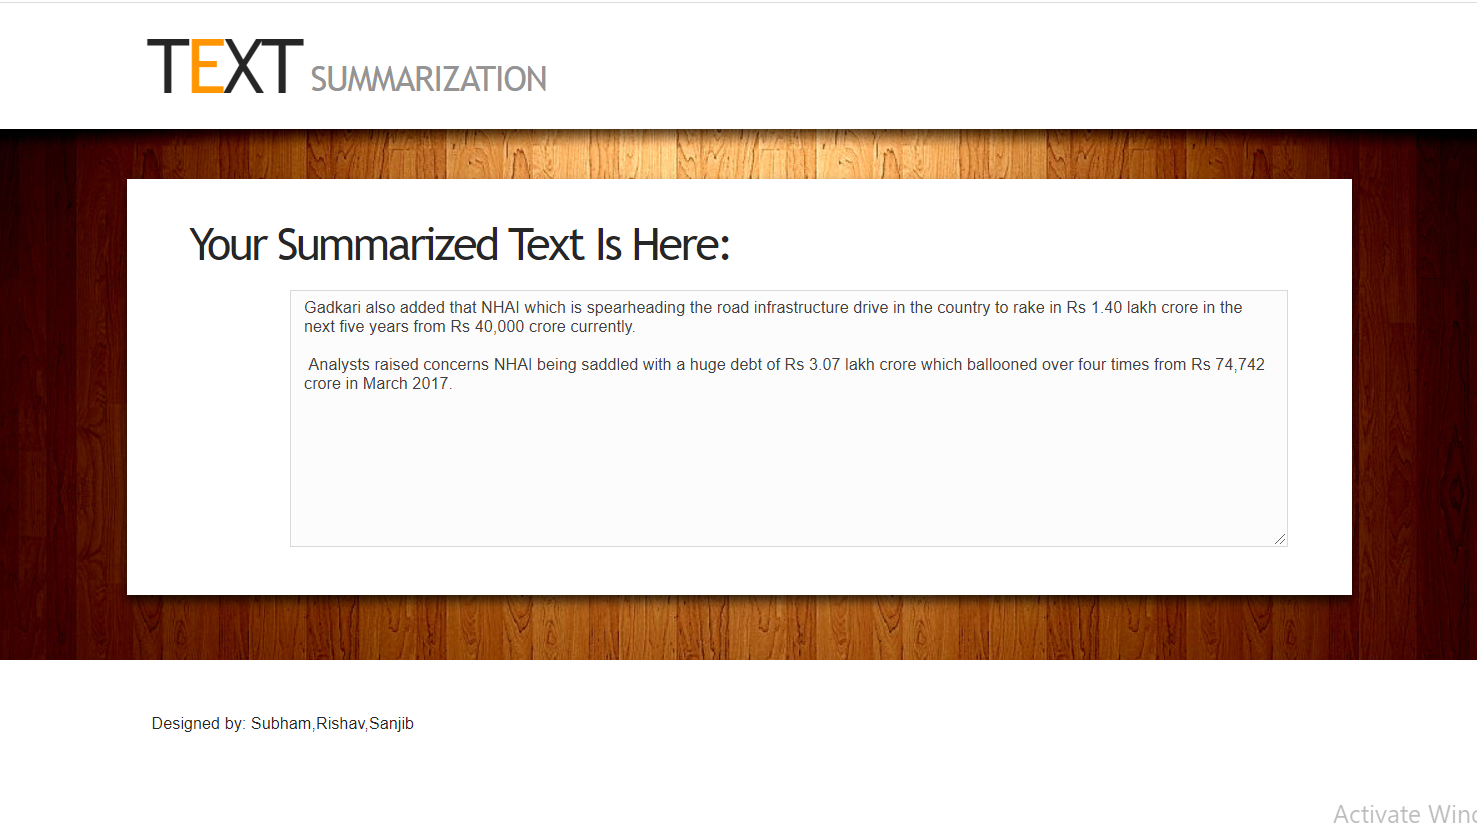 TEXT SUMMARIZATION
Your Summarized Text Is Here:
Gadkari also added that NHAI which is spearheading the road infrastructure drive in the country to rake in Rs 1.40 lakh crore in the
next five years from Rs 40,000 crore currently.
Analysts raised concerns NHAI being saddled with a huge debt of Rs 3.07 lakh crore which ballooned over four times from Rs 74,742
crore in March 2017.
Designed by: Subham,Rishav,Sanjib
Activate Win